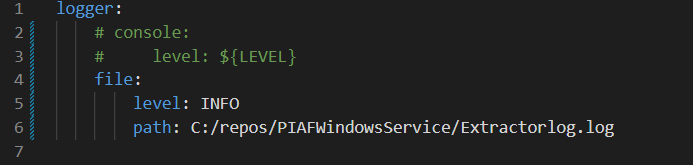 1 logger:
2     # console:
3     #     level: ${LEVEL}
4     file:
5         level: INFO
6         path: C:/repos/PIAFWindowsService/Extractorlog.log
7